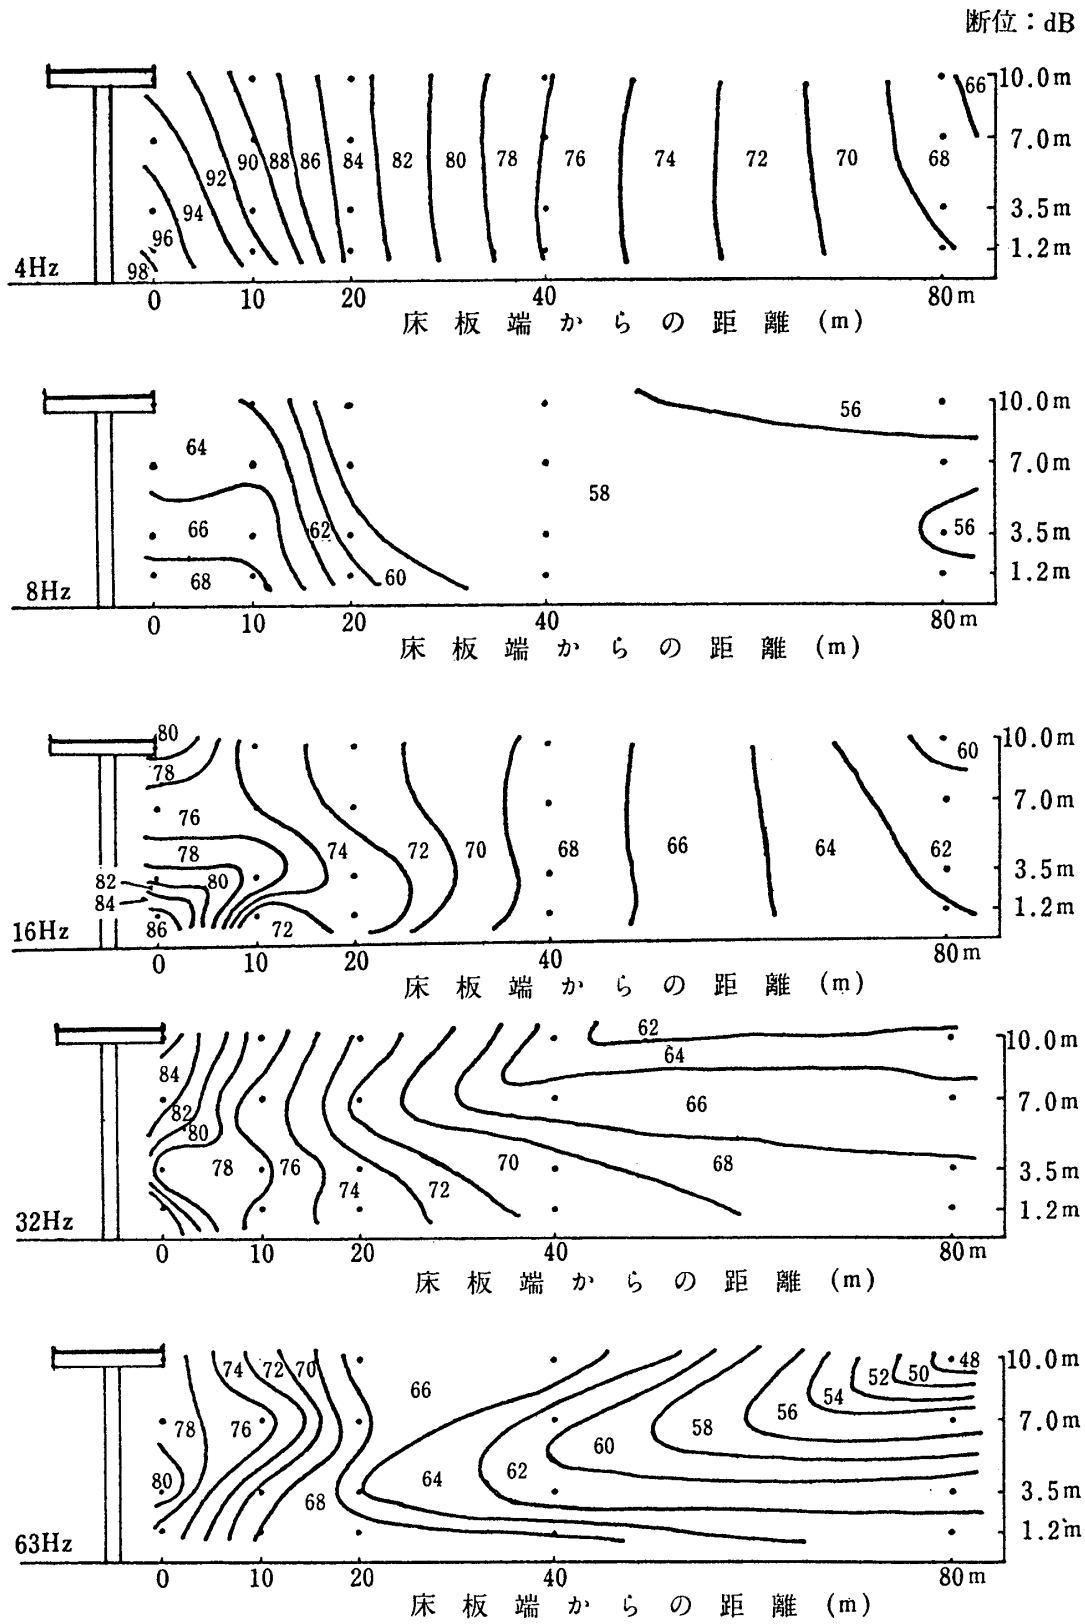 断位：dB
66 10.0m
7.0m
90 88 86 84 82 80 78 76 74 72 70 68
92
94
3.5m
96
1.2m
4Hz 98
0 10 20 40 80m
床板端からの距離(m)
56 10.0m
64
7.0m
58
66 62 56 3.5m
68 60 1.2m
8Hz
0 10 20 40 80m
床板端からの距離(m)
80 10.0m
60
78
7.0m
76
78 74 72 70 68 66 64 62
3.5m
82 80
84 1.2m
16Hz 86 72
0 10 20 40 80m
床板端からの距離(m)
62 10.0m
64
84
7.0m
82 66
80
78 76 70 68 3.5m
74 72
1.2m
32Hz
0 10 20 40 80m
床板端からの距離(m)
74 72 70 52 50 48 10.0m
66
54
78 76 58 56 7.0m
60
80 64 62
68 3.5m
1.2m
63Hz
0 10 20 40 80m
床板端からの距離(m)